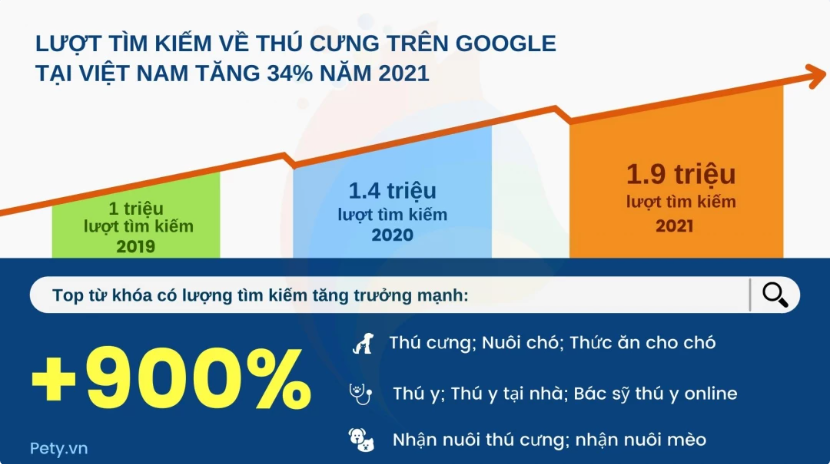 LƯỢT TÌM KIẾM VỀ THÚ CƯNG TRÊN GOOGLE
TẠI VIỆT NAM TĂNG 34% NĂM 2021
1 triệu
lượt tìm kiếm
2019
1.4 triệu
lượt tìm kiếm
2020
1.9 triệu
lượt tìm kiếm
2021
Top từ khóa có lượng tìm kiếm tăng trưởng mạnh:
+900%
Thú cưng; Nuôi chó; Thức ăn cho chó
Thú y; Thú y tại nhà; Bác sỹ thú y online
Nhận nuôi thú cưng; nhận nuôi mèo
Pety.vn